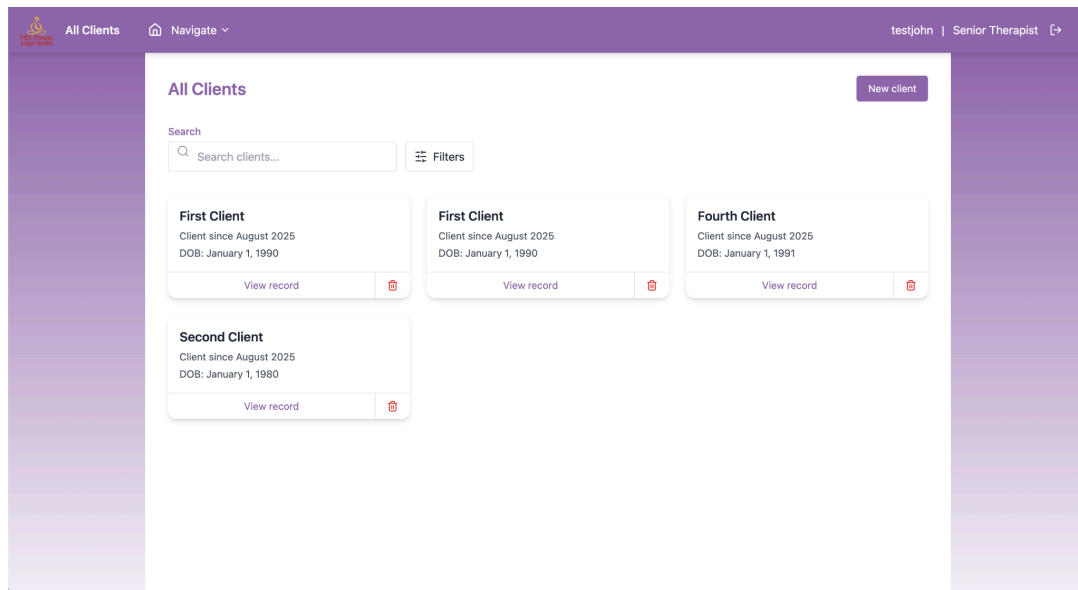 All Clients
Navigate
testjohn | Senior Therapist
All Clients
New client
Search
Search clients...
Filters
First Client
Client since August 2025
DOB: January 1, 1990
View record
First Client
Client since August 2025
DOB: January 1, 1990
View record
Fourth Client
Client since August 2025
DOB: January 1, 1991
View record
Second Client
Client since August 2025
DOB: January 1, 1980
View record